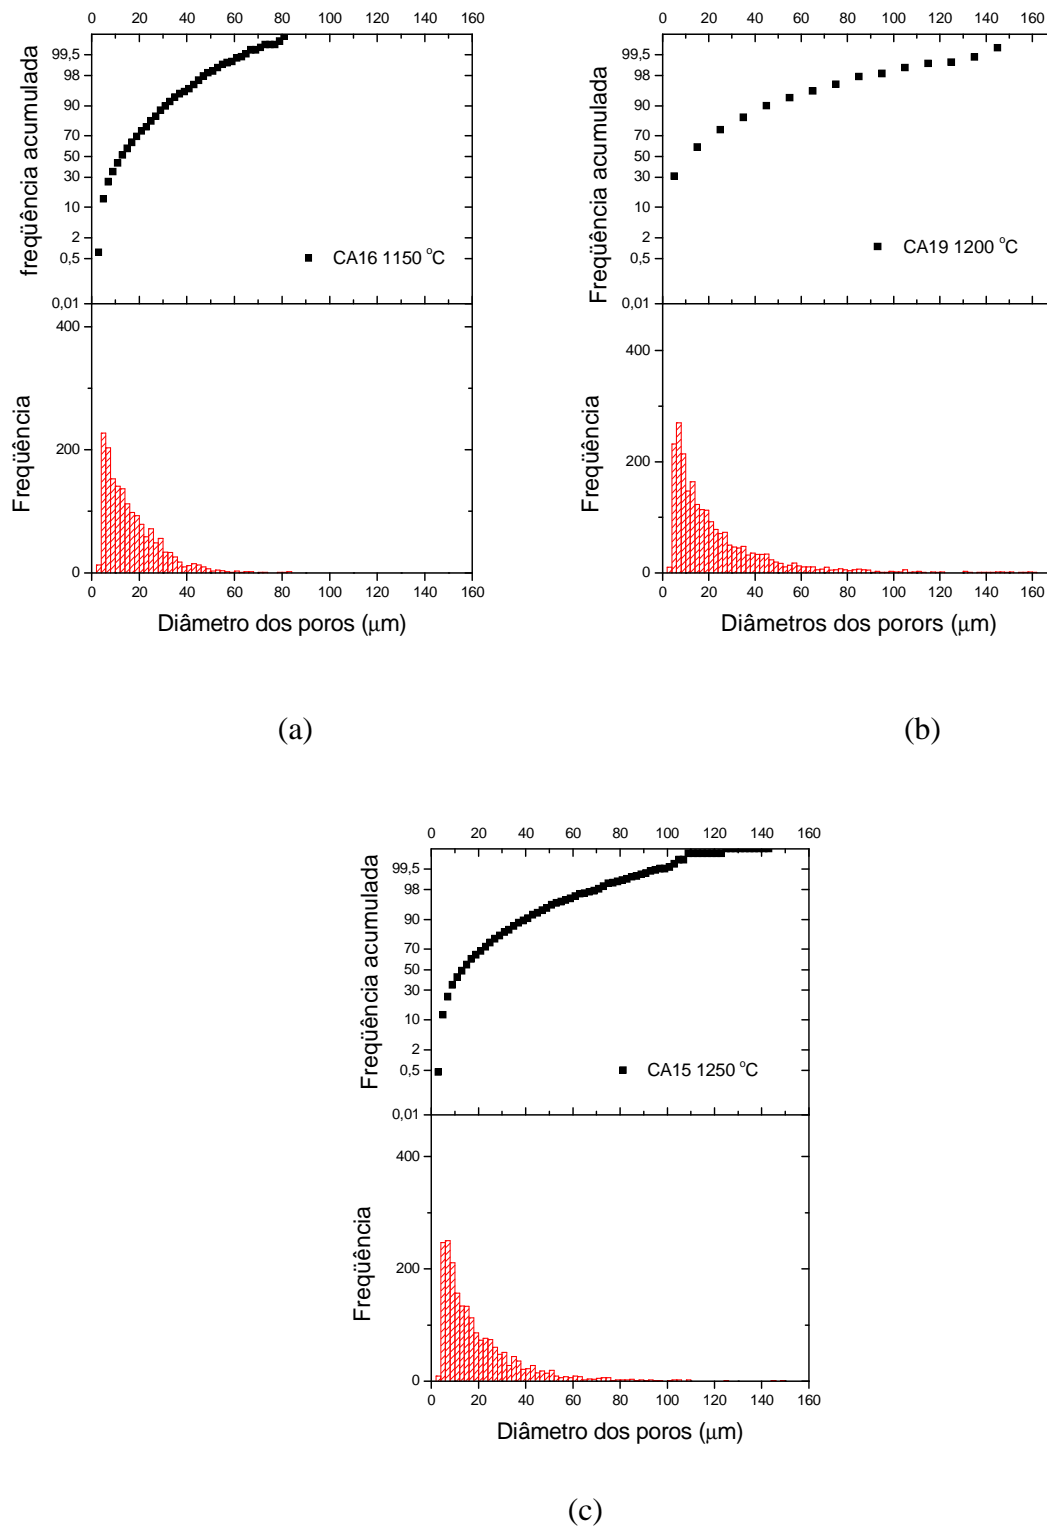 0 20 40 60 80 100 120 140 160
99,5
98
90
70
50
30
10
2
0,5
0,01
freqüência acumulada
CA16 1150 °C
400
200
0
Freqüência
0 20 40 60 80 100 120 140 160
Diâmetro dos poros (μm)
(a)
0 20 40 60 80 100 120 140 160
99,5
98
90
70
50
30
10
2
0,5
0,01
Freqüência acumulada
CA19 1200 °C
400
200
0
Freqüência
0 20 40 60 80 100 120 140 160
Diâmetros dos porors (μm)
(b)
0 20 40 60 80 100 120 140 160
99,5
98
90
70
50
30
10
2
0,5
0,01
Freqüência acumulada
CA15 1250 °C
400
200
0
Freqüência
0 20 40 60 80 100 120 140 160
Diâmetro dos poros (μm)
(c)